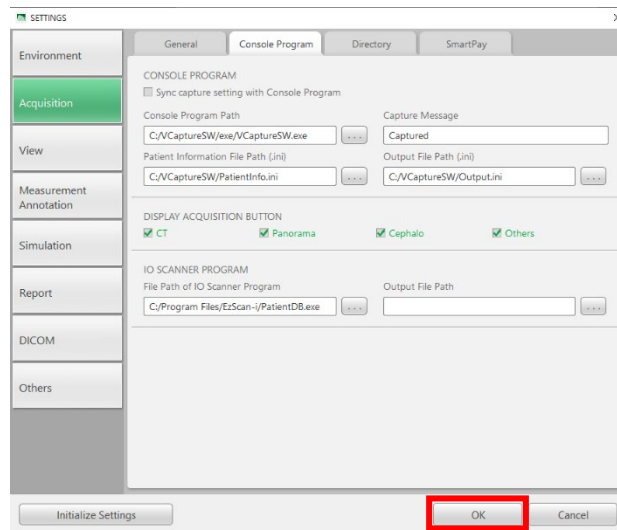 SETTINGS
Environment
Acquisition
View
Measurement
Annotation
Simulation
Report
DICOM
Others
General Console Program Directory SmartPay
CONSOLE PROGRAM
Sync capture setting with Console Program
Console Program Path Capture Message
C:/VCaptureSW/exe/VCaptureSW.exe ... Captured
Patient Information File Path (.ini) Output File Path (.ini)
C:/VCaptureSW/PatientInfo.ini ... C:/VCaptureSW/Output.ini ...
DISPLAY ACQUISITION BUTTON
CT Panorama Cephalo Others
IO SCANNER PROGRAM
File Path of IO Scanner Program Output File Path
C:/Program Files/EzScan-i/PatientDB.exe ... ...
Initialize Settings OK Cancel